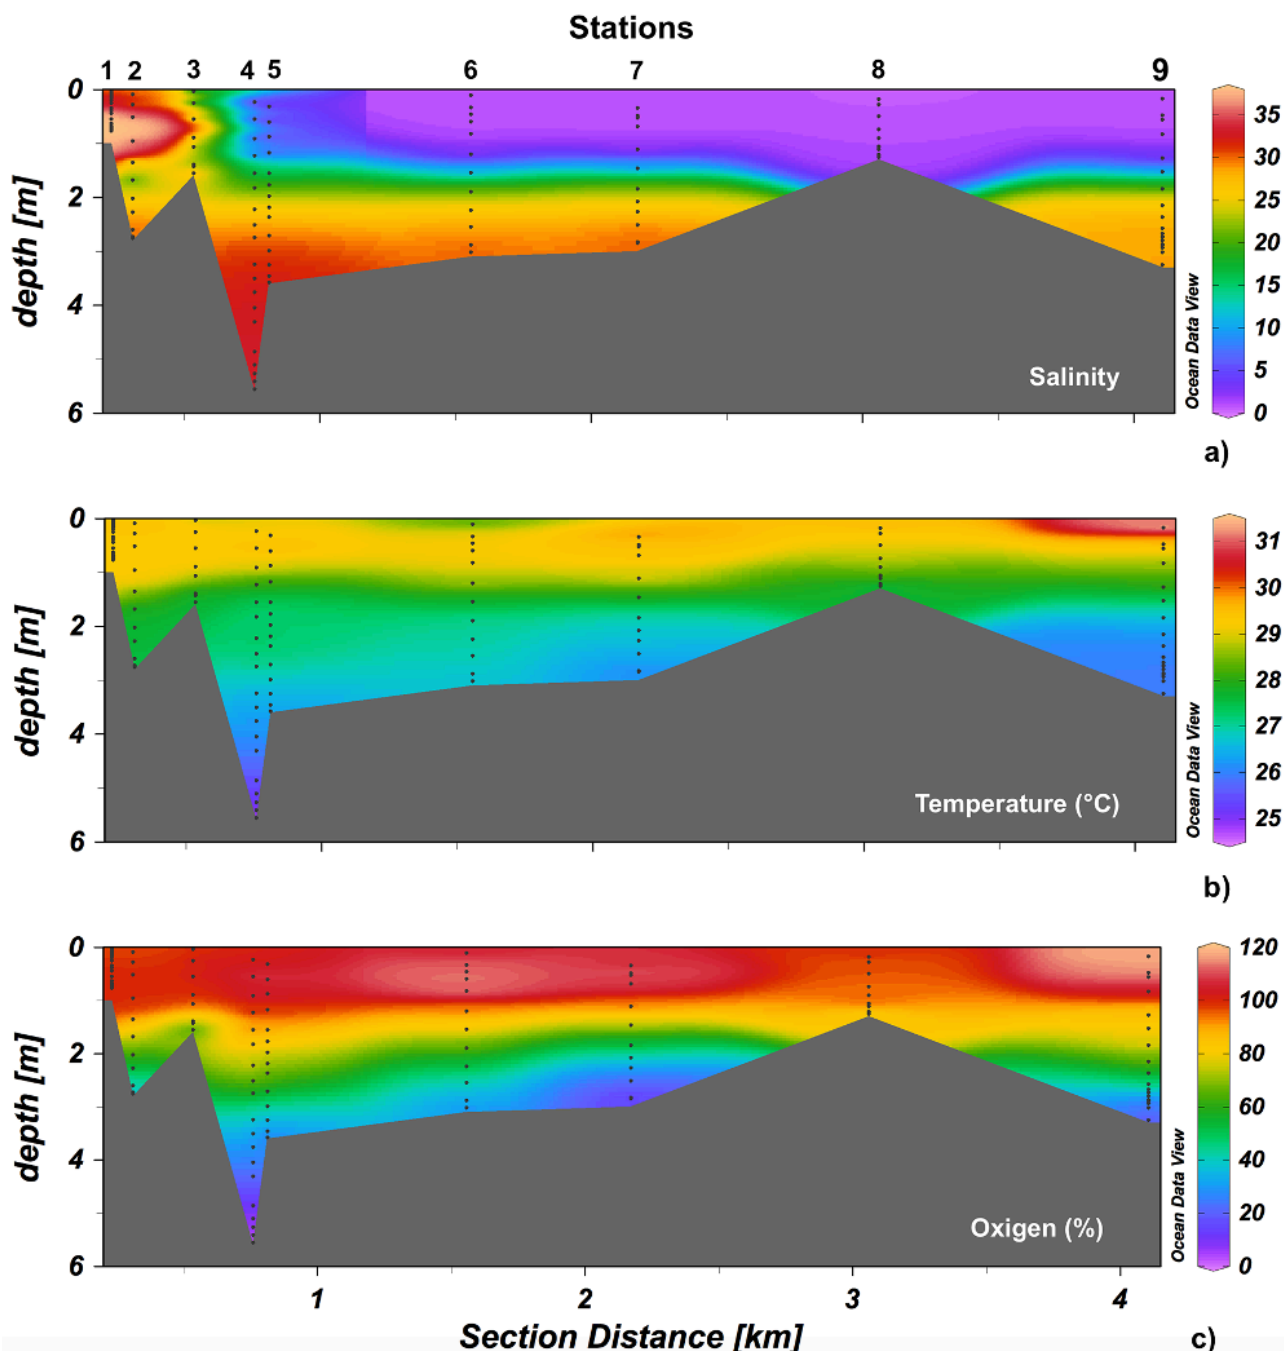 Stations
1 2 3 4 5 6 7 8 9
0
2
4
6
depth [m]
Salinity
Ocean Data View
35
30
25
20
15
10
5
0
a)
0
2
4
6
depth [m]
Temperature (°C)
Ocean Data View
31
30
29
28
27
26
25
b)
0
2
4
6
depth [m]
Oxigen (%)
Ocean Data View
120
100
80
60
40
20
0
1 2 3 4
Section Distance [km]
c)